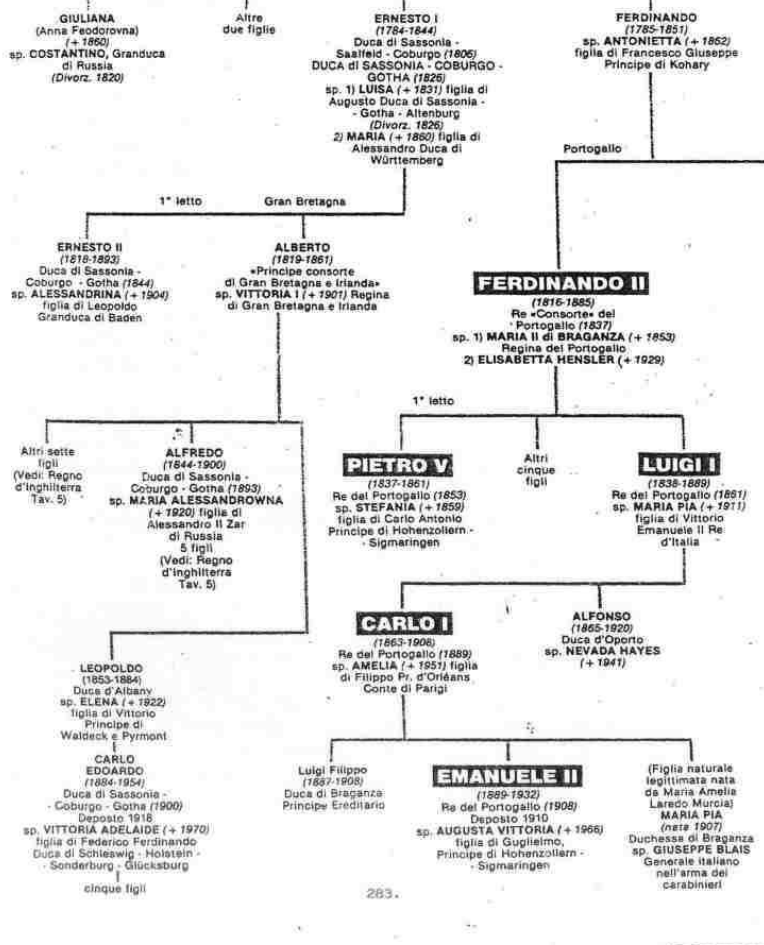 GIULIANA
(Anna Feodorovna)
(+ 1860)
sp. COSTANTINO, Granduca
di Russia
(Divorz. 1820)
Altre
due figlie
ERNESTO I
(1784-1844)
Duca di Sassonia -
Saalfeld - Coburgo (1806)
DUCA di SASSONIA - COBURGO -
GOTHA (1826)
sp. 1) LUISA (+ 1831) figlia di
Augusto Duca di Sassonia -
- Gotha - Altenburg
(Divorz. 1826)
2) MARIA (+ 1860) figlia di
Alessandro Duca di
Württemberg
FERDINANDO
(1785-1851)
sp. ANTONIETTA (+ 1862)
figlia di Francesco Giuseppe
Principe di Kohary
Portogallo
1° letto
Gran Bretagna
ERNESTO II
(1818-1893)
Duca di Sassonia -
Coburgo - Gotha (1844)
sp. ALESSANDRINA (+ 1904)
figlia di Leopoldo
Granduca di Baden
ALBERTO
(1819-1861)
«Principe consorte
di Gran Bretagna e Irlanda»
sp. VITTORIA I (+ 1901) Regina
di Gran Bretagna e Irlanda
FERDINANDO II
(1816-1885)
Re «Consorte» del
Portogallo (1837)
sp. 1) MARIA II di BRAGANZA (+ 1853)
Regina del Portogallo
2) ELISABETTA HENSLER (+ 1929)
1° letto
Altri sette
figli
(Vedi: Regno
d'Inghilterra
Tav. 5)
ALFREDO
(1844-1900)
Duca di Sassonia -
Coburgo - Gotha (1893)
sp. MARIA ALESSANDROWNA
(+ 1920) figlia di
Alessandro II Zar
di Russia
5 figli
(Vedi: Regno
d'Inghilterra
Tav. 5)
PIETRO V
(1837-1861)
Re del Portogallo (1853)
sp. STEFANIA (+ 1859)
figlia di Carlo Antonio
Principe di Hohenzollern -
- Sigmaringen
Altri
cinque
figli
LUIGI I
(1838-1889)
Re del Portogallo (1861)
sp. MARIA PIA (+ 1911)
figlia di Vittorio
Emanuele II Re
d'Italia
CARLO I
(1863-1908)
Re del Portogallo (1889)
sp. AMELIA (+ 1951) figlia
di Filippo Pr. d'Orléans
Conte di Parigi
ALFONSO
(1865-1920)
Duca d'Oporto
sp. NEVADA HAYES
(+ 1941)
LEOPOLDO
(1853-1884)
Duca d'Albany
sp. ELENA (+ 1922)
figlia di Vittorio
Principe di
Waldeck e Pyrmont
CARLO
EDOARDO
(1884-1954)
Duca di Sassonia -
- Coburgo - Gotha (1900)
Deposto 1918
sp. VITTORIA ADELAIDE (+ 1970)
figlia di Federico Ferdinando
Duca di Schleswig - Holstein -
- Sonderburg - Glücksburg
cinque figli
Luigi Filippo
(1887-1908)
Duca di Braganza
Principe Ereditario
EMANUELE II
(1889-1932)
Re del Portogallo (1908)
Deposto 1910
sp. AUGUSTA VITTORIA (+ 1966)
figlia di Guglielmo,
Principe di Hohenzollern -
- Sigmaringen
(Figlia naturale
legittimata nata
da Maria Amelia
Laredo Murcia)
MARIA PIA
(nata 1907)
Duchessa di Braganza
sp. GIUSEPPE BLAIS
Generale italiano
nell'arma dei
carabinieri
283.